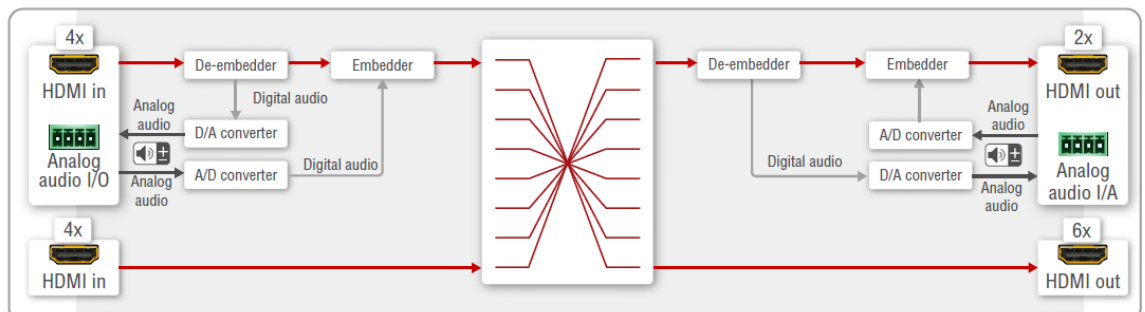 4x
HDMI in
De-embedder
Embedder
Digital audio
Analog
audio
D/A converter
Analog
audio I/O
Analog
audio
A/D converter
Digital audio
4x
HDMI in
De-embedder
Embedder
2x
HDMI out
Analog
audio
A/D converter
Digital audio
D/A converter
Analog
audio
Analog
audio I/A
6x
HDMI out